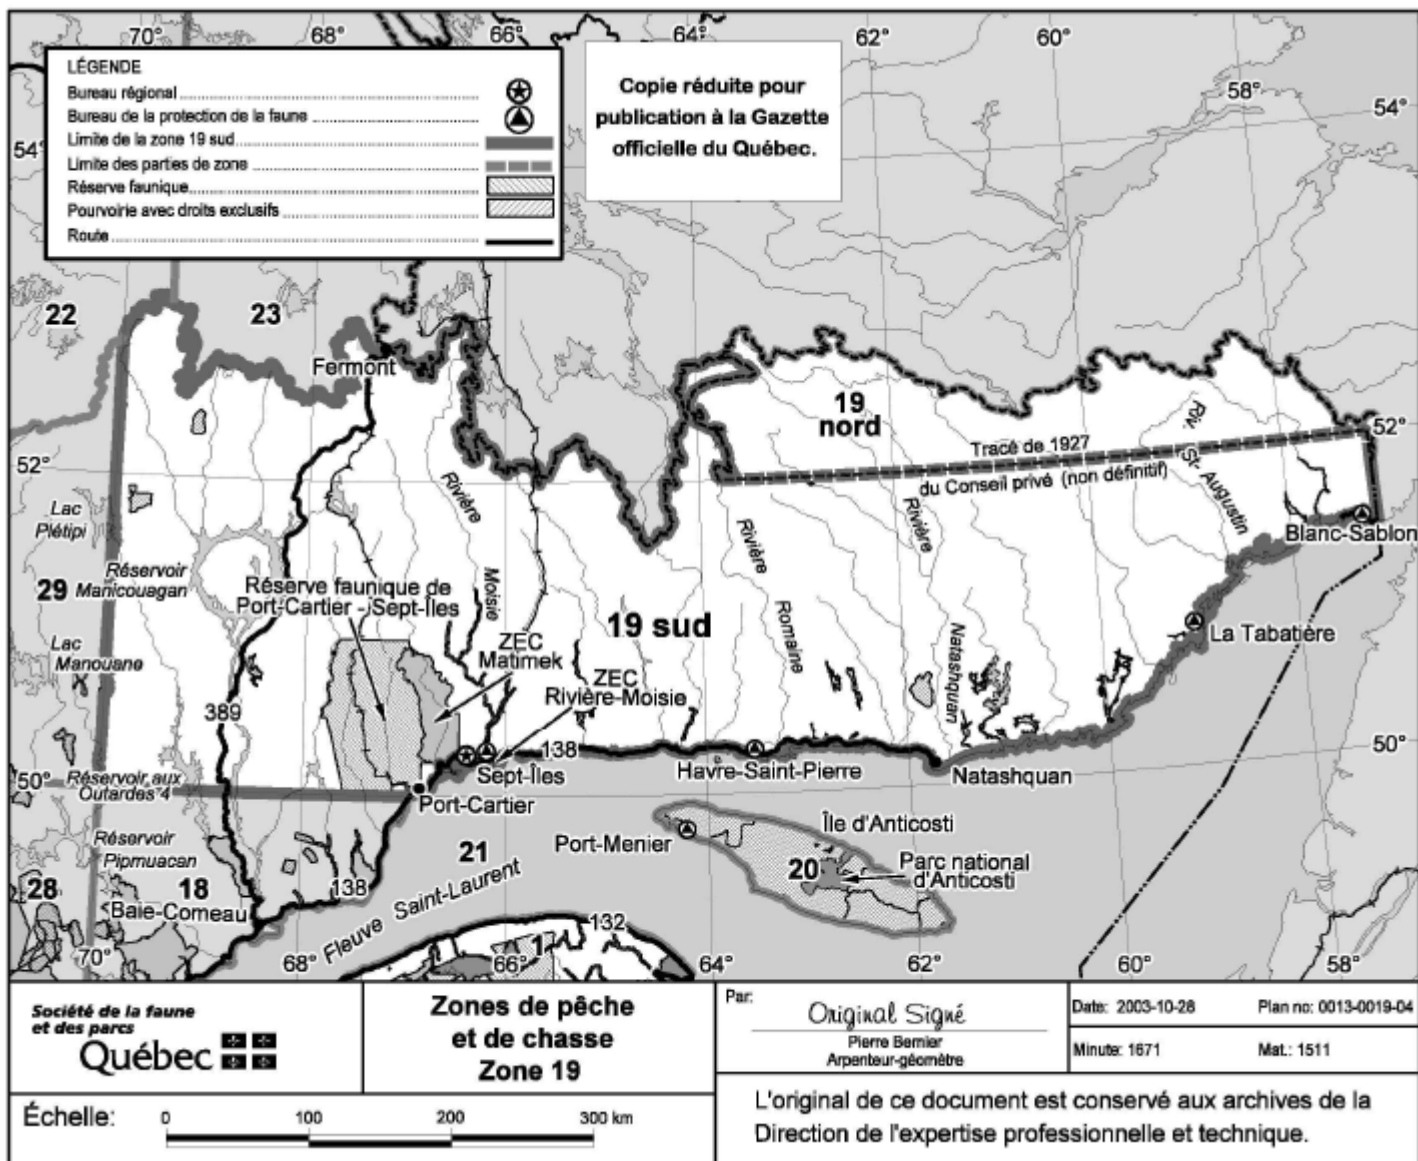 70°
68°
66°
64°
62°
60°
58°
54°
54°
LÉGENDE
Bureau régional
Bureau de la protection de la faune
Limite de la zone 19 sud
Limite des parties de zone
Réserve faunique
Pourvoirie avec droits exclusifs
Route
Copie réduite pour
publication à la Gazette
officielle du Québec.
22
23
Fermont
19
nord
Tracé de 1927
du Conseil privé (non définitif)
Riv. St- Augustin
52°
52°
Lac
Plétipi
Rivière Moisie
Rivière Romaine
Rivière Natashquan
Blanc-Sablon
29
Réservoir
Manicouagan
Réserve faunique de
Port-Cartier - Sept-Îles
19 sud
ZEC
Matimek
La Tabatière
Lac
Manouane
ZEC
Rivière-Moisie
389
138
Sept-Îles
Havre-Saint-Pierre
Natashquan
50°
50°
Réservoir aux
Outardes 4
Port-Cartier
Île d'Anticosti
Port-Menier
Réservoir
Pipmuacan
21
20
Parc national
d'Anticosti
28
18
138
Baie-Comeau
Fleuve Saint-Laurent
132
1
70°
68°
66°
64°
62°
60°
58°
Société de la faune
et des parcs
Québec
Zones de pêche
et de chasse
Zone 19
Par:
Original Signé
Pierre Bernier
Arpenteur-géomètre
Date: 2003-10-28
Plan no: 0013-0019-04
Minute: 1671
Mat.: 1511
Échelle:
0 100 200 300 km
L'original de ce document est conservé aux archives de la
Direction de l'expertise professionnelle et technique.